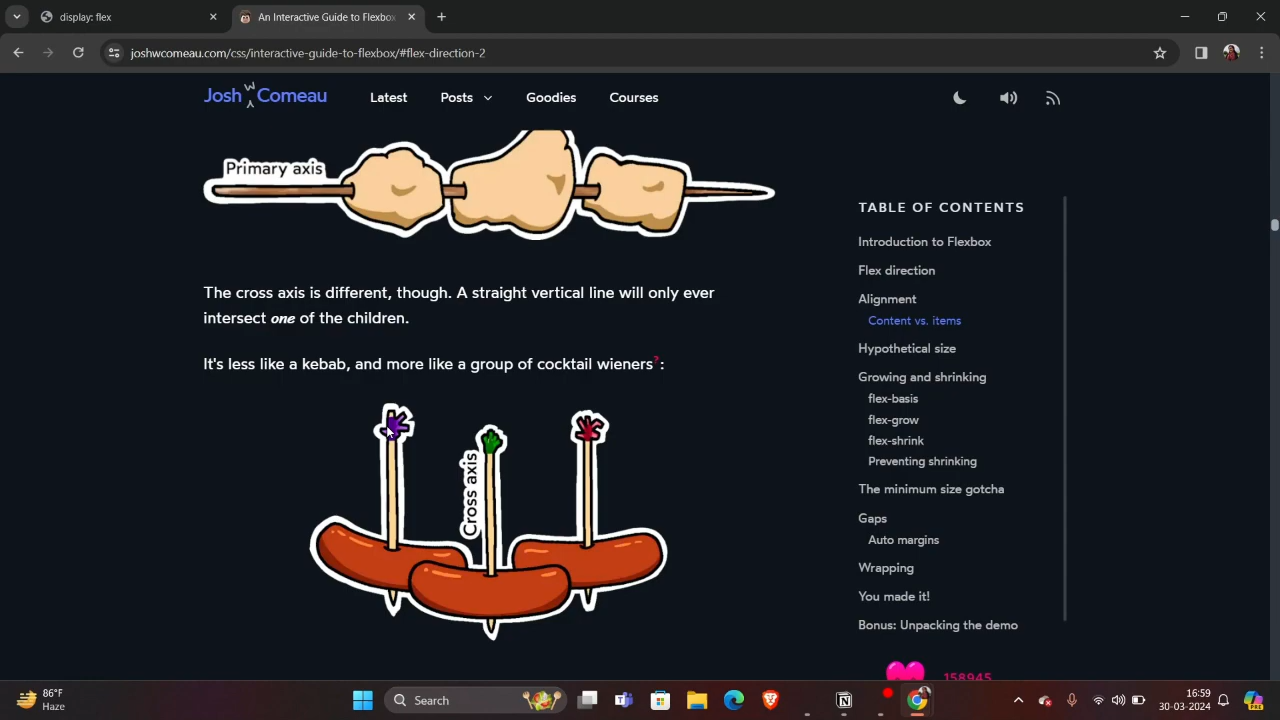 display: flex
An Interactive Guide to Flexbox
joshwcomeau.com/css/interactive-guide-to-flexbox/#flex-direction-2
Josh W Comeau
Latest
Posts
Goodies
Courses
Primary axis
The cross axis is different, though. A straight vertical line will only ever
intersect one of the children.
It's less like a kebab, and more like a group of cocktail wieners?:
Cross axis
TABLE OF CONTENTS
Introduction to Flexbox
Flex direction
Alignment
Content vs. items
Hypothetical size
Growing and shrinking
flex-basis
flex-grow
flex-shrink
Preventing shrinking
The minimum size gotcha
Gaps
Auto margins
Wrapping
You made it!
Bonus: Unpacking the demo
158945
86°F
Haze
Search
16:59
30-03-2024